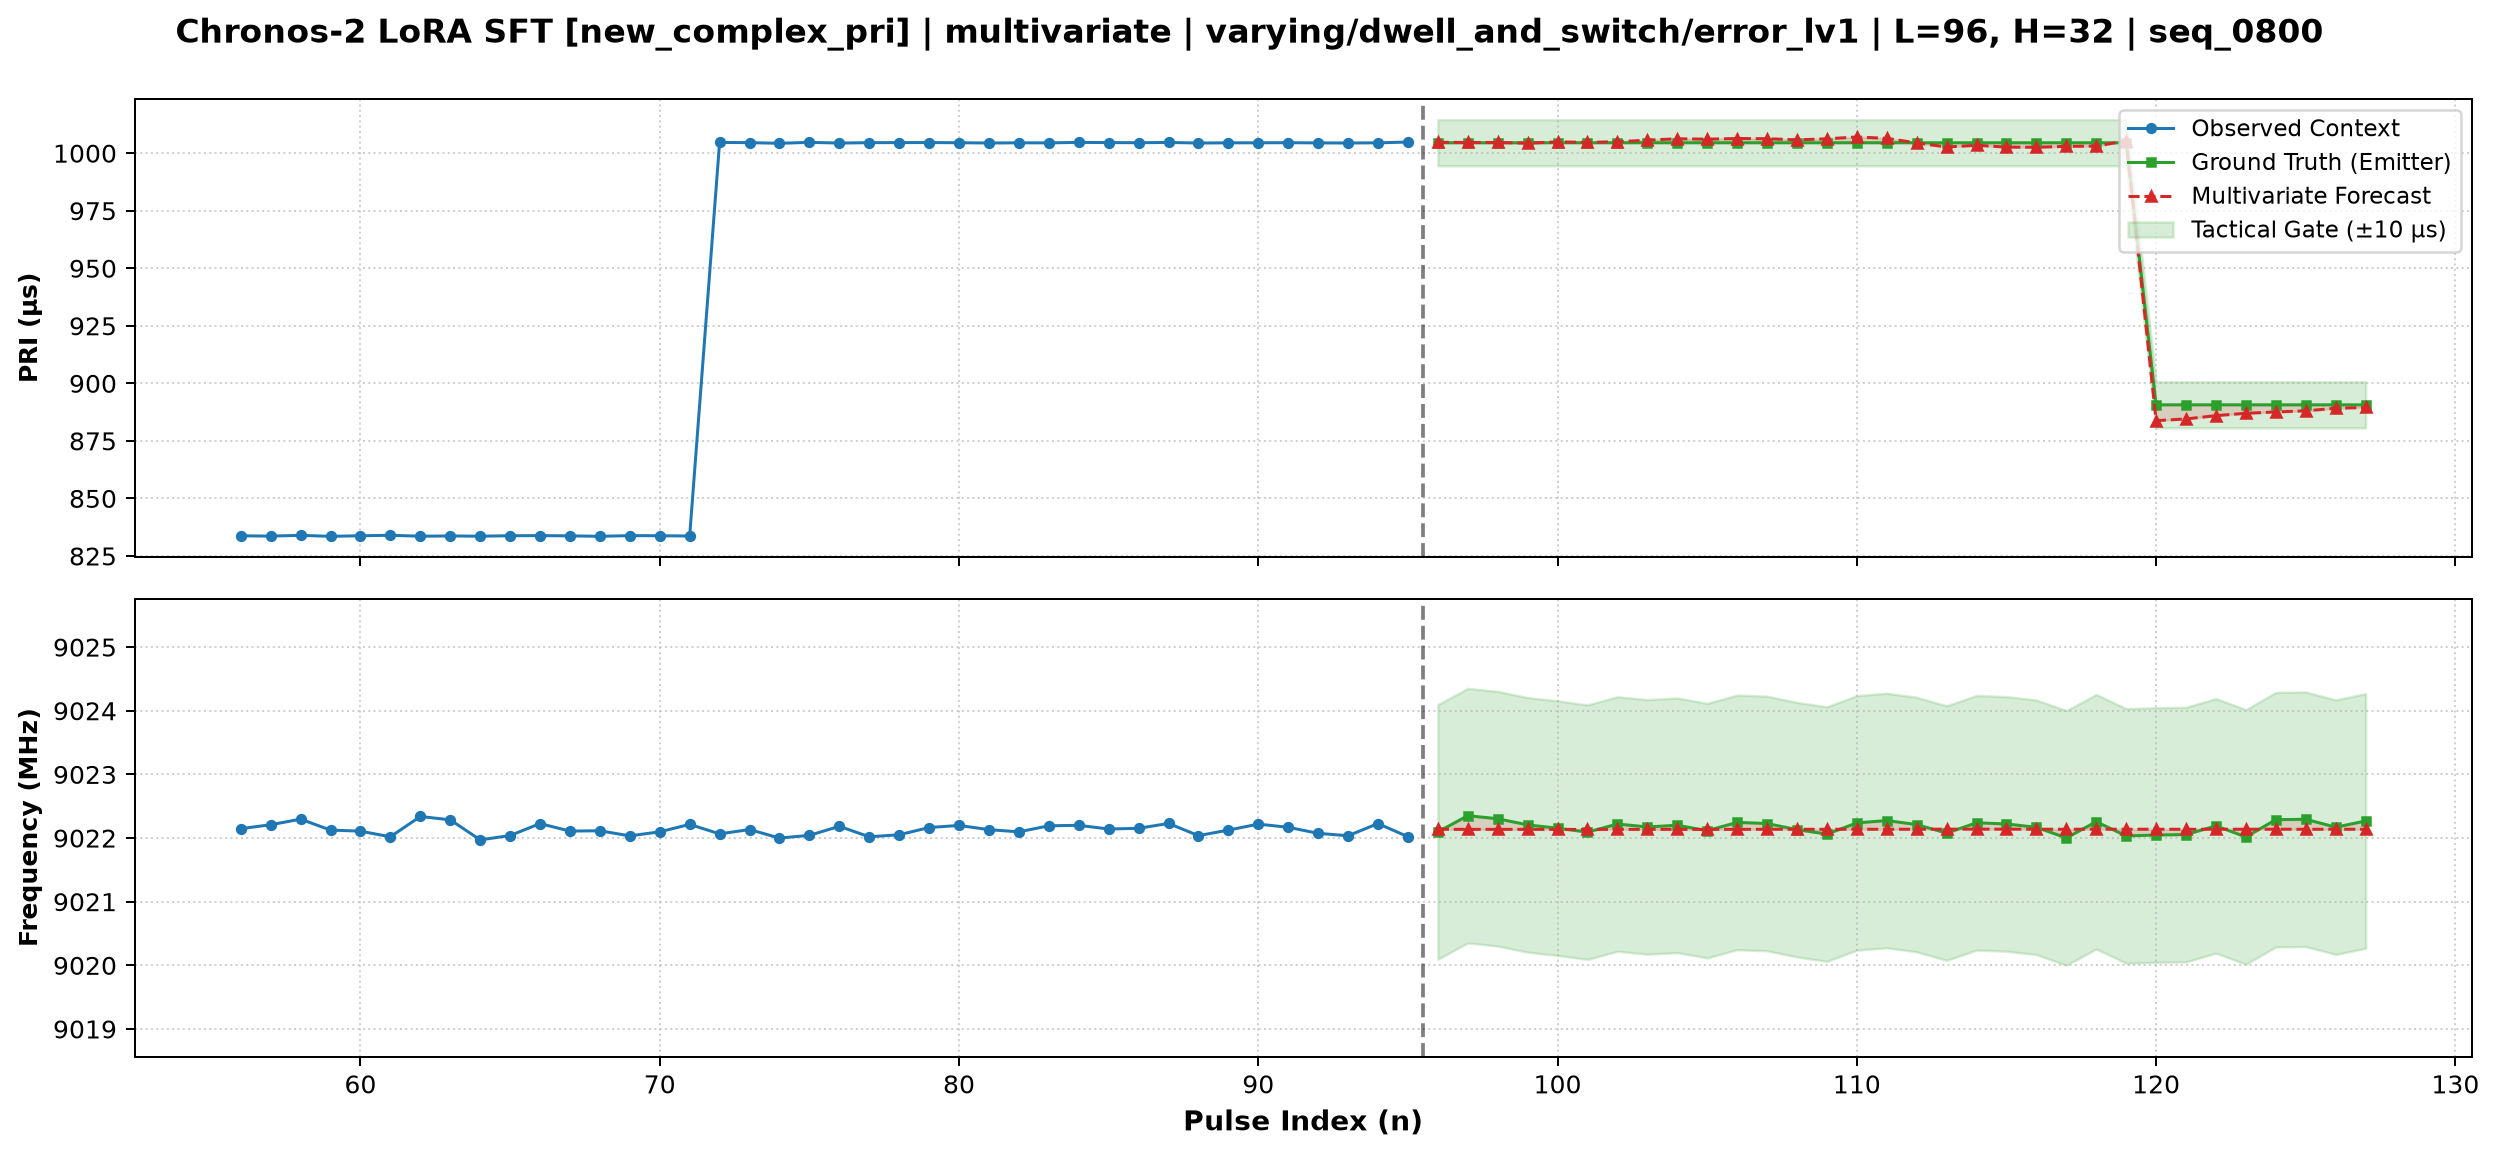 Chronos-2 LoRA SFT [new_complex_pri] | multivariate | varying/dwell_and_switch/error_lv1 | L=96, H=32 | seq_0800
PRI (µs)
1000
975
950
925
900
875
850
825
Observed Context
Ground Truth (Emitter)
Multivariate Forecast
Tactical Gate (±10 µs)
Frequency (MHz)
9025
9024
9023
9022
9021
9020
9019
60 70 80 90 100 110 120 130
Pulse Index (n)